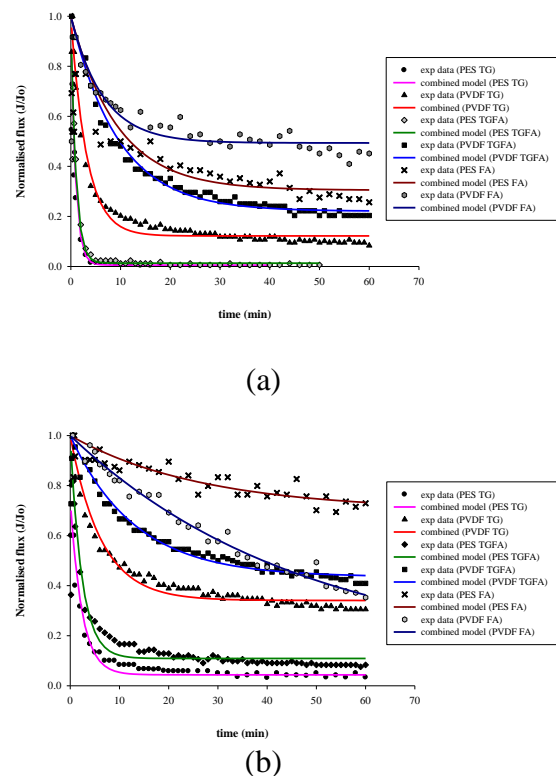 Normalised flux (J/Jo)
1.0
0.8
0.6
0.4
0.2
0.0
0 10 20 30 40 50 60 70
time (min)
exp data (PES TG)
combined model (PES TG)
exp data (PVDF TG)
combined model (PVDF TG)
exp data (PES TGFA)
combined model (PES TGFA)
exp data (PVDF TGFA)
combined model (PVDF TGFA)
exp data (PES FA)
combined model (PES FA)
exp data (PVDF FA)
combined model (PVDF FA)
(a)
Normalised flux (J/Jo)
1.0
0.8
0.6
0.4
0.2
0.0
0 10 20 30 40 50 60 70
time (min)
exp data (PES TG)
combined model (PES TG)
exp data (PVDF TG)
combined model (PVDF TG)
exp data (PES TGFA)
combined model (PES TGFA)
exp data (PVDF TGFA)
combined model (PVDF TGFA)
exp data (PES FA)
combined model (PES FA)
exp data (PVDF FA)
combined model (PVDF FA)
(b)